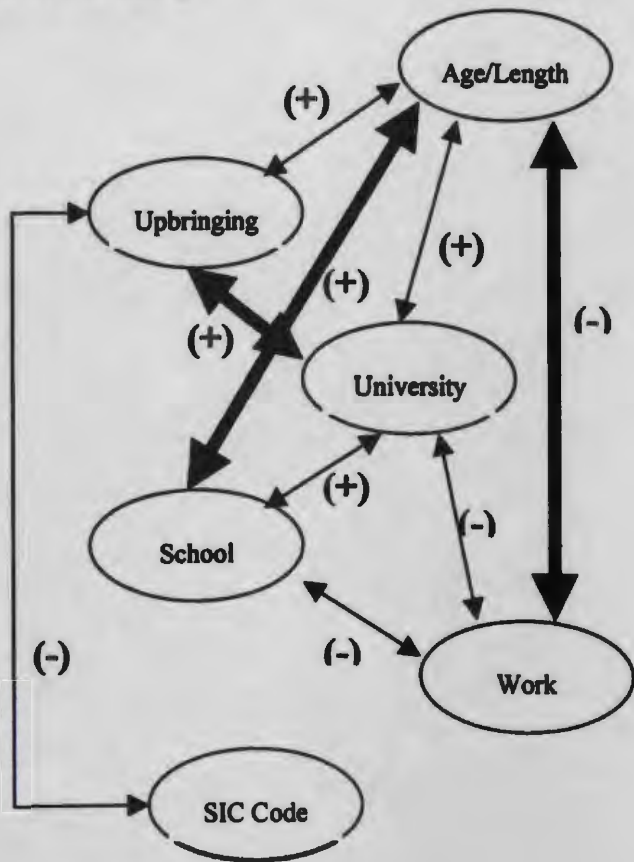 Age/Length
(+)
Upbringing
(+)
(+)
(+)
(-)
University
(+)
(-)
School
(-)
(-)
Work
SIC Code